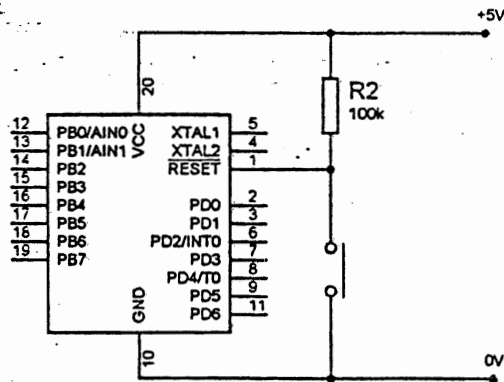 +5V
20
R2
100k
12 PB0/AIN0 VCC XTAL1 5
13 PB1/AIN1 XTAL2 4
14 PB2 RESET 1
15 PB3
16 PB4 PD0 2
17 PB5 PD1 3
18 PB6 PD2/INT0 6
19 PB7 PD3 7
PD4/T0 8
GND PD5 9
PD6 11
10
0V